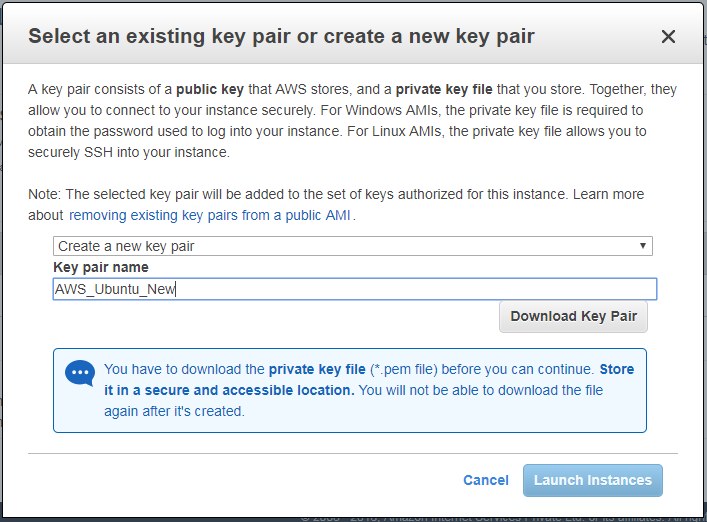 Select an existing key pair or create a new key pair
A key pair consists of a public key that AWS stores, and a private key file that you store. Together, they
allow you to connect to your instance securely. For Windows AMIs, the private key file is required to
obtain the password used to log into your instance. For Linux AMIs, the private key file allows you to
securely SSH into your instance.
Note: The selected key pair will be added to the set of keys authorized for this instance. Learn more
about removing existing key pairs from a public AMI.
Create a new key pair
Key pair name
AWS_Ubuntu_New
Download Key Pair
You have to download the private key file (*.pem file) before you can continue. Store
it in a secure and accessible location. You will not be able to download the file
again after it's created.
Cancel Launch Instances